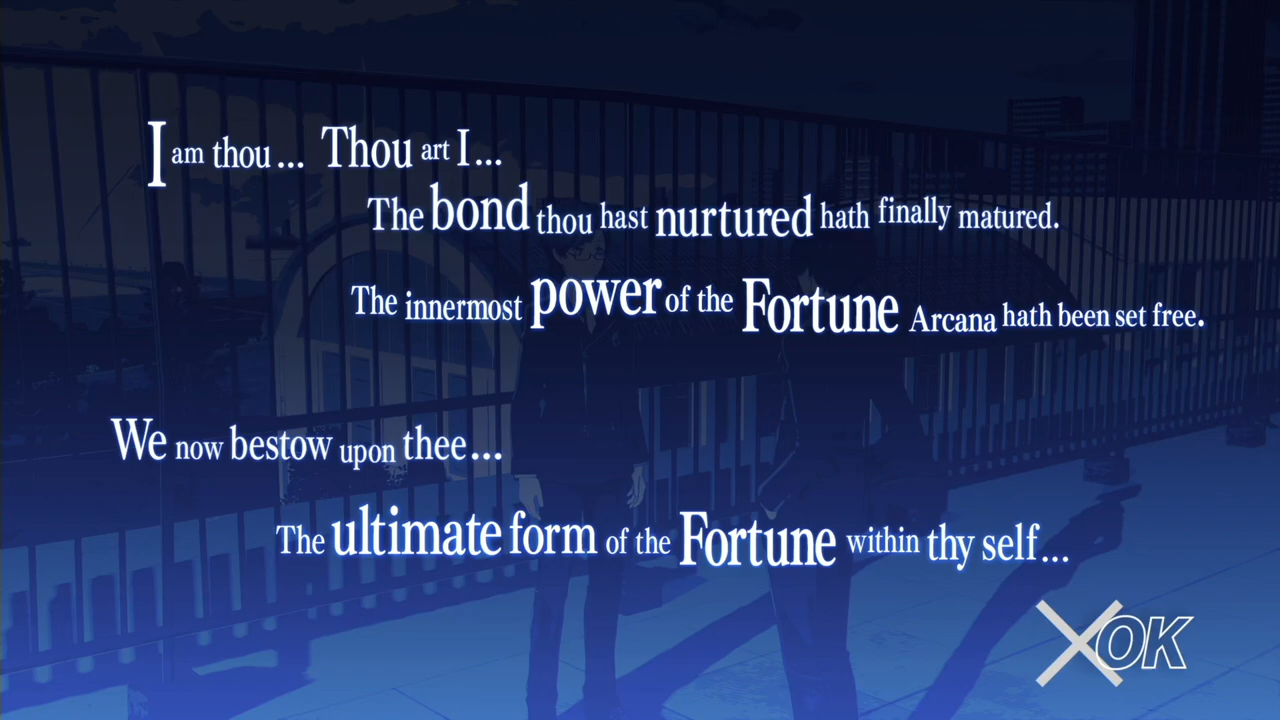 I am thou... Thou art I...
The bond thou hast nurtured hath finally matured.
The innermost power of the Fortune Arcana hath been set free.
We now bestow upon thee...
The ultimate form of the Fortune within thy self...
OK